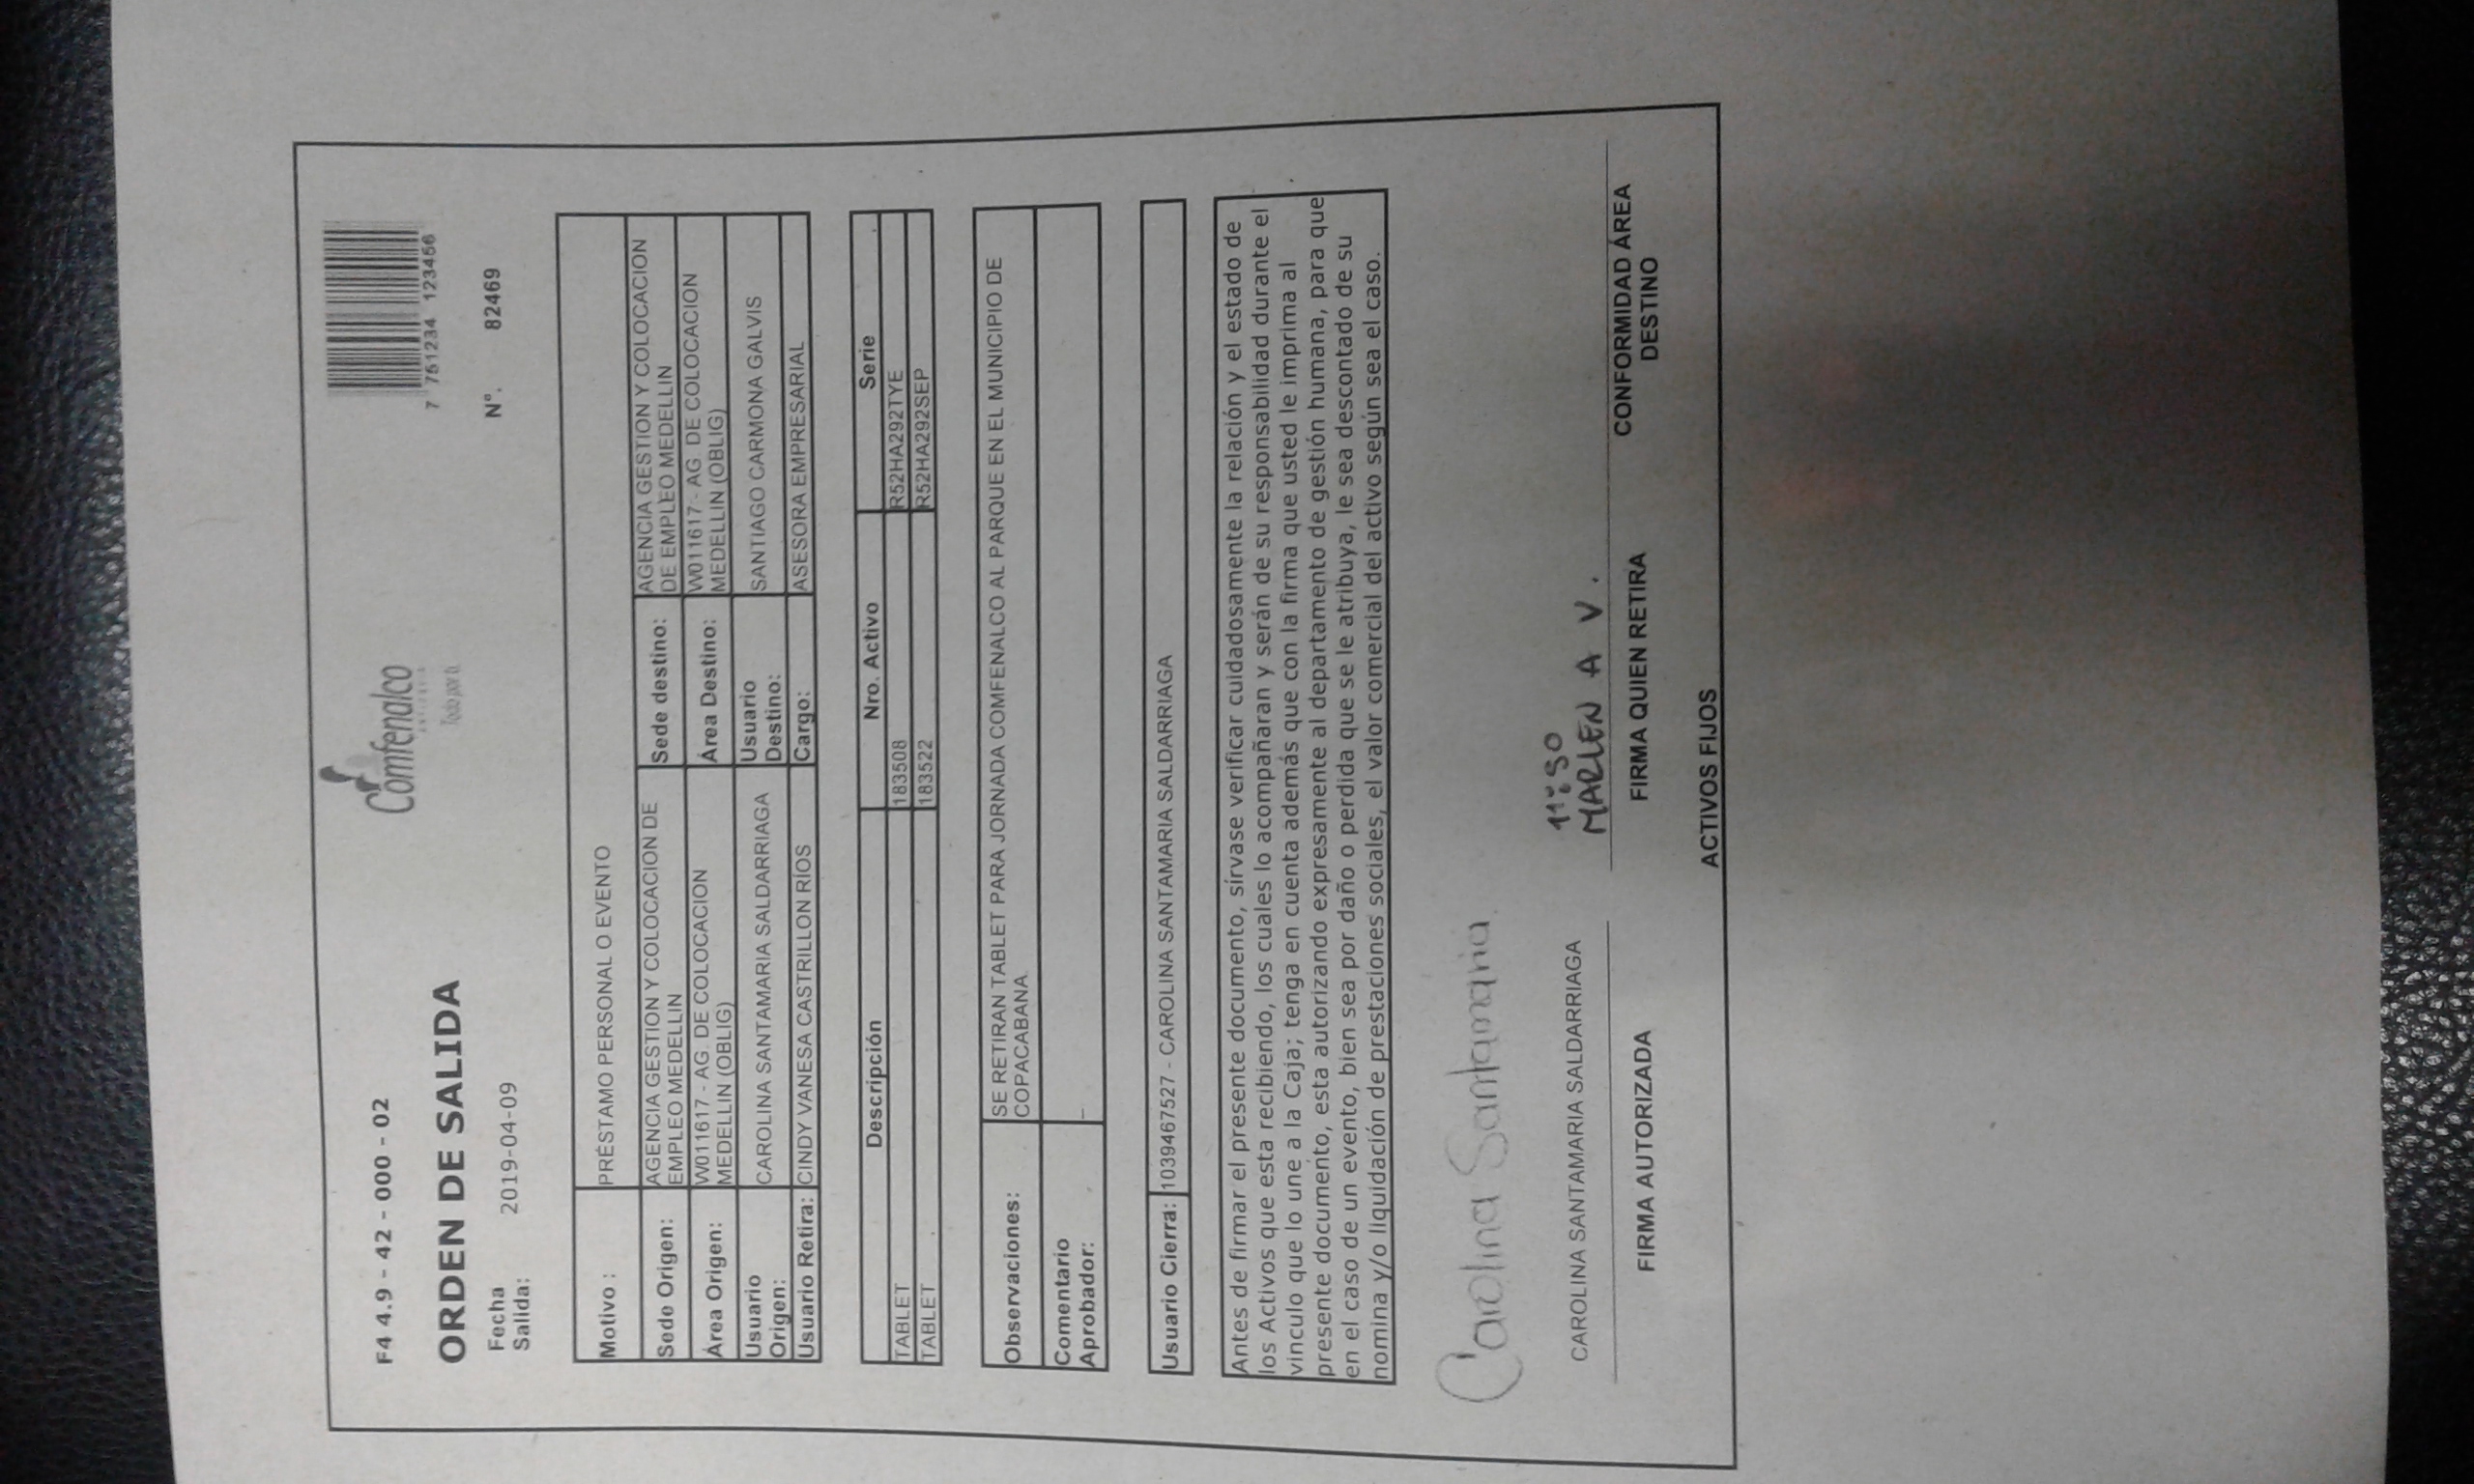 F4 4.9 - 42 - 000 - 02
Comfenalco
ANTIOQUIA
Todo por ti.
7 751234 123456
ORDEN DE SALIDA
Fecha
Salida:
2019-04-09
N°. 82469
Motivo : PRÉSTAMO PERSONAL O EVENTO
Sede Origen: AGENCIA GESTION Y COLOCACION DE
EMPLEO MEDELLIN
Sede destino: AGENCIA GESTION Y COLOCACION
DE EMPLEO MEDELLIN
Área Origen: W011617 - AG. DE COLOCACION
MEDELLIN (OBLIG)
Área Destino: W011617 - AG. DE COLOCACION
MEDELLIN (OBLIG)
Usuario
Origen:
CAROLINA SANTAMARIA SALDARRIAGA
Usuario
Destino:
SANTIAGO CARMONA GALVIS
Usuario Retira: CINDY VANESA CASTRILLON RÍOS
Cargo: ASESORA EMPRESARIAL
Descripción Nro. Activo Serie
TABLET 183508 R52HA292TYE
TABLET 183522 R52HA292SEP
Observaciones: SE RETIRAN TABLET PARA JORNADA COMFENALCO AL PARQUE EN EL MUNICIPIO DE
COPACABANA.
Comentario
Aprobador:
_
Usuario Cierra: 1039467527 - CAROLINA SANTAMARIA SALDARRIAGA
Antes de firmar el presente documento, sírvase verificar cuidadosamente la relación y el estado de
los Activos que esta recibiendo, los cuales lo acompañaran y serán de su responsabilidad durante el
vinculo que lo une a la Caja; tenga en cuenta además que con la firma que usted le imprima al
presente documento, esta autorizando expresamente al departamento de gestión humana, para que
en el caso de un evento, bien sea por daño o perdida que se le atribuya, le sea descontado de su
nomina y/o liquidación de prestaciones sociales, el valor comercial del activo según sea el caso.
Carolina Santamaria
CAROLINA SANTAMARIA SALDARRIAGA
11:50
MARLEN A V.
FIRMA AUTORIZADA
FIRMA QUIEN RETIRA
CONFORMIDAD ÁREA
DESTINO
ACTIVOS FIJOS